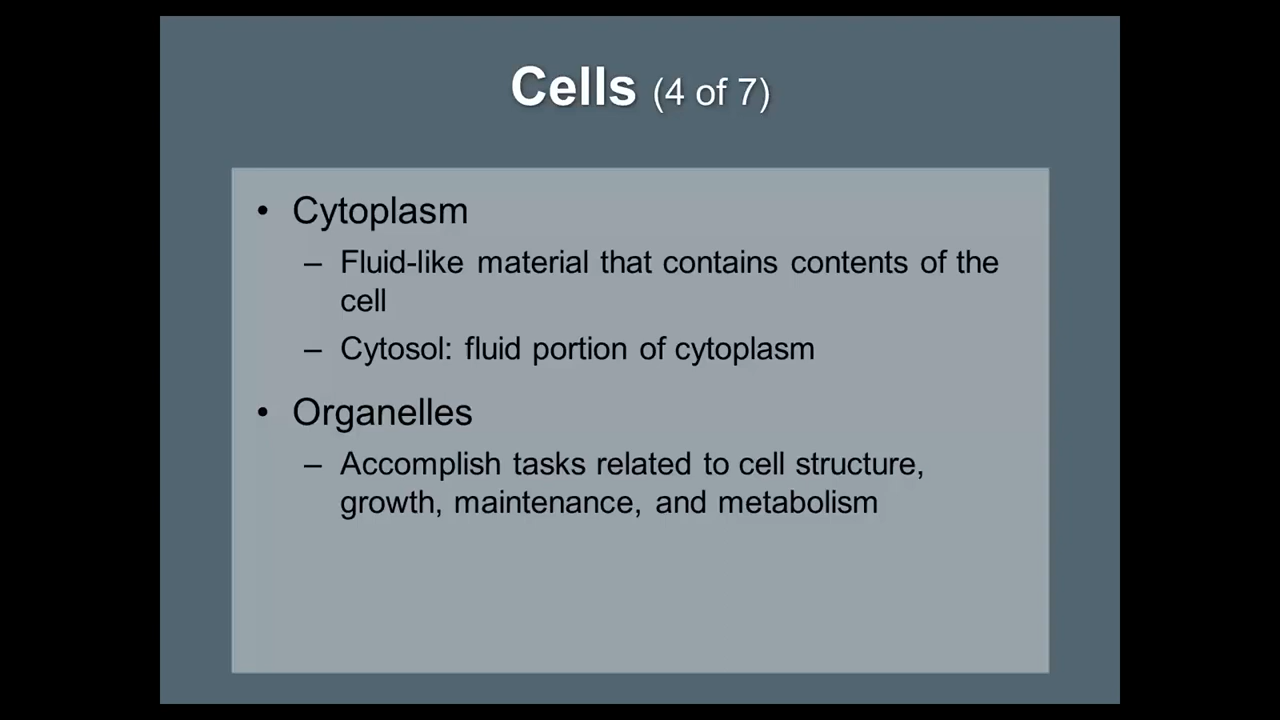 Cells (4 of 7)
• Cytoplasm
– Fluid-like material that contains contents of the
cell
– Cytosol: fluid portion of cytoplasm
• Organelles
– Accomplish tasks related to cell structure,
growth, maintenance, and metabolism